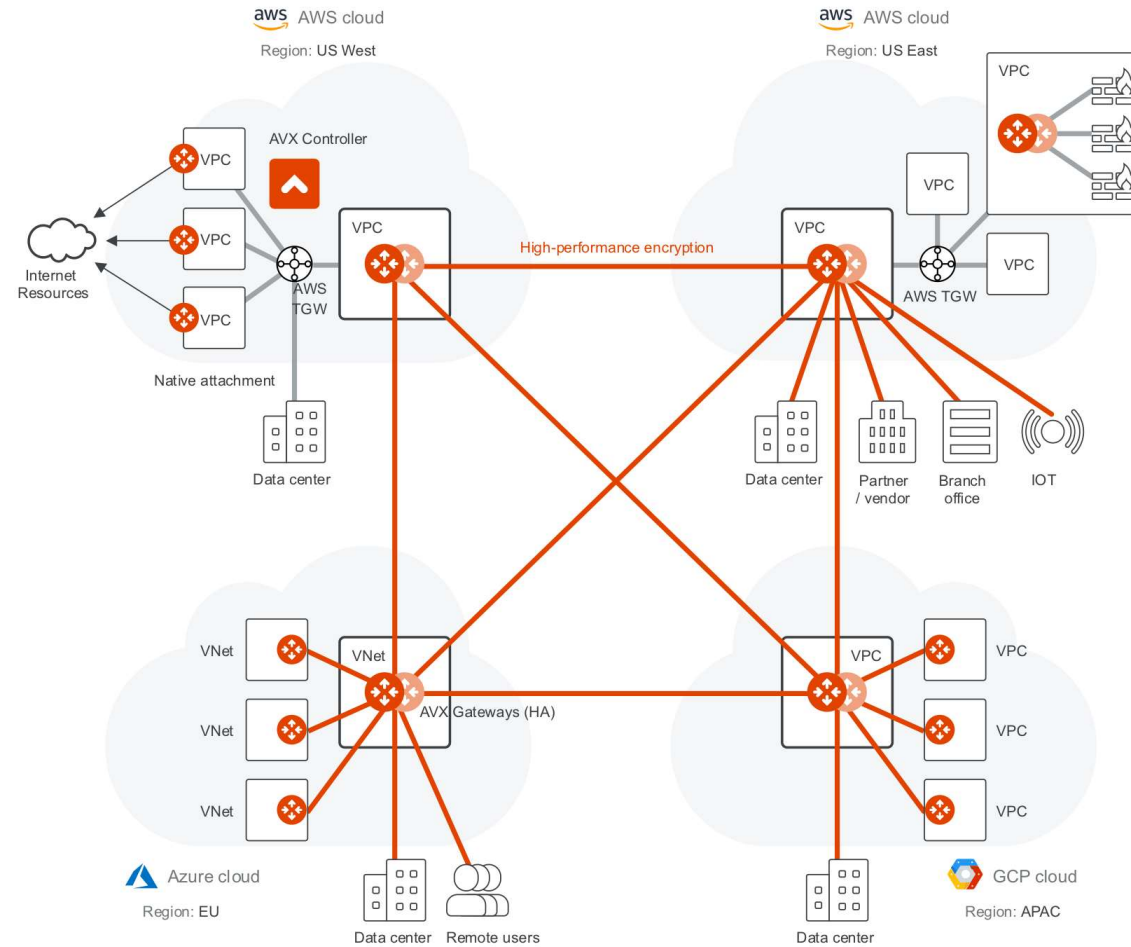 aws AWS cloud
Region: US West
aws AWS cloud
Region: US East
VPC
AVX Controller
VPC
VPC
VPC
VPC
Internet
Resources
AWS
TGW
Native attachment
Data center
High-performance encryption
VPC
VPC
VPC
AWS TGW
Data center
Partner
/ vendor
Branch
office
IOT
VNet
VNet
VNet
VNet
AVX Gateways (HA)
VPC
VPC
VPC
VPC
Azure cloud
Region: EU
Data center
Remote users
Data center
GCP cloud
Region: APAC